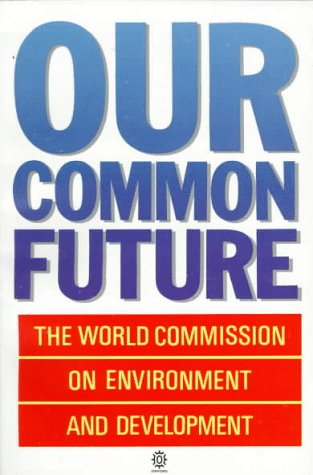 OUR
COMMON
FUTURE
THE WORLD COMMISSION
ON ENVIRONMENT
AND DEVELOPMENT